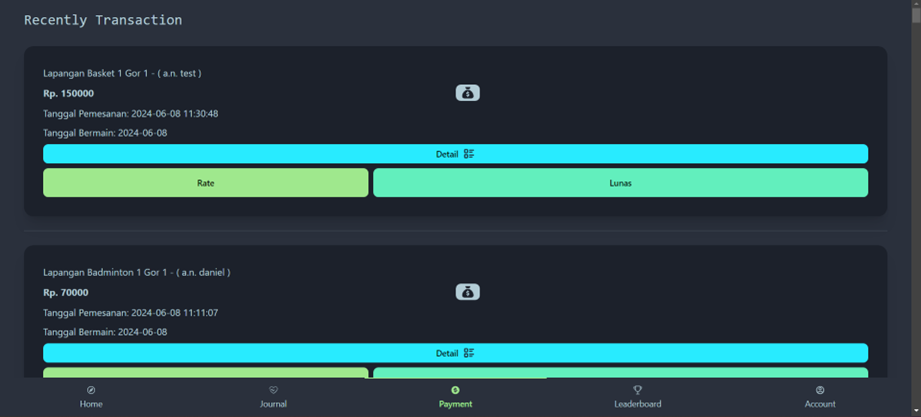 Recently Transaction
Lapangan Basket 1 Gor 1 - ( a.n. test )
Rp. 150000
Tanggal Pemesanan: 2024-06-08 11:30:48
Tanggal Bermain: 2024-06-08
Detail
Rate Lunas
Lapangan Badminton 1 Gor 1 - ( a.n. daniel )
Rp. 70000
Tanggal Pemesanan: 2024-06-08 11:11:07
Tanggal Bermain: 2024-06-08
Detail
Home Journal Payment Leaderboard Account